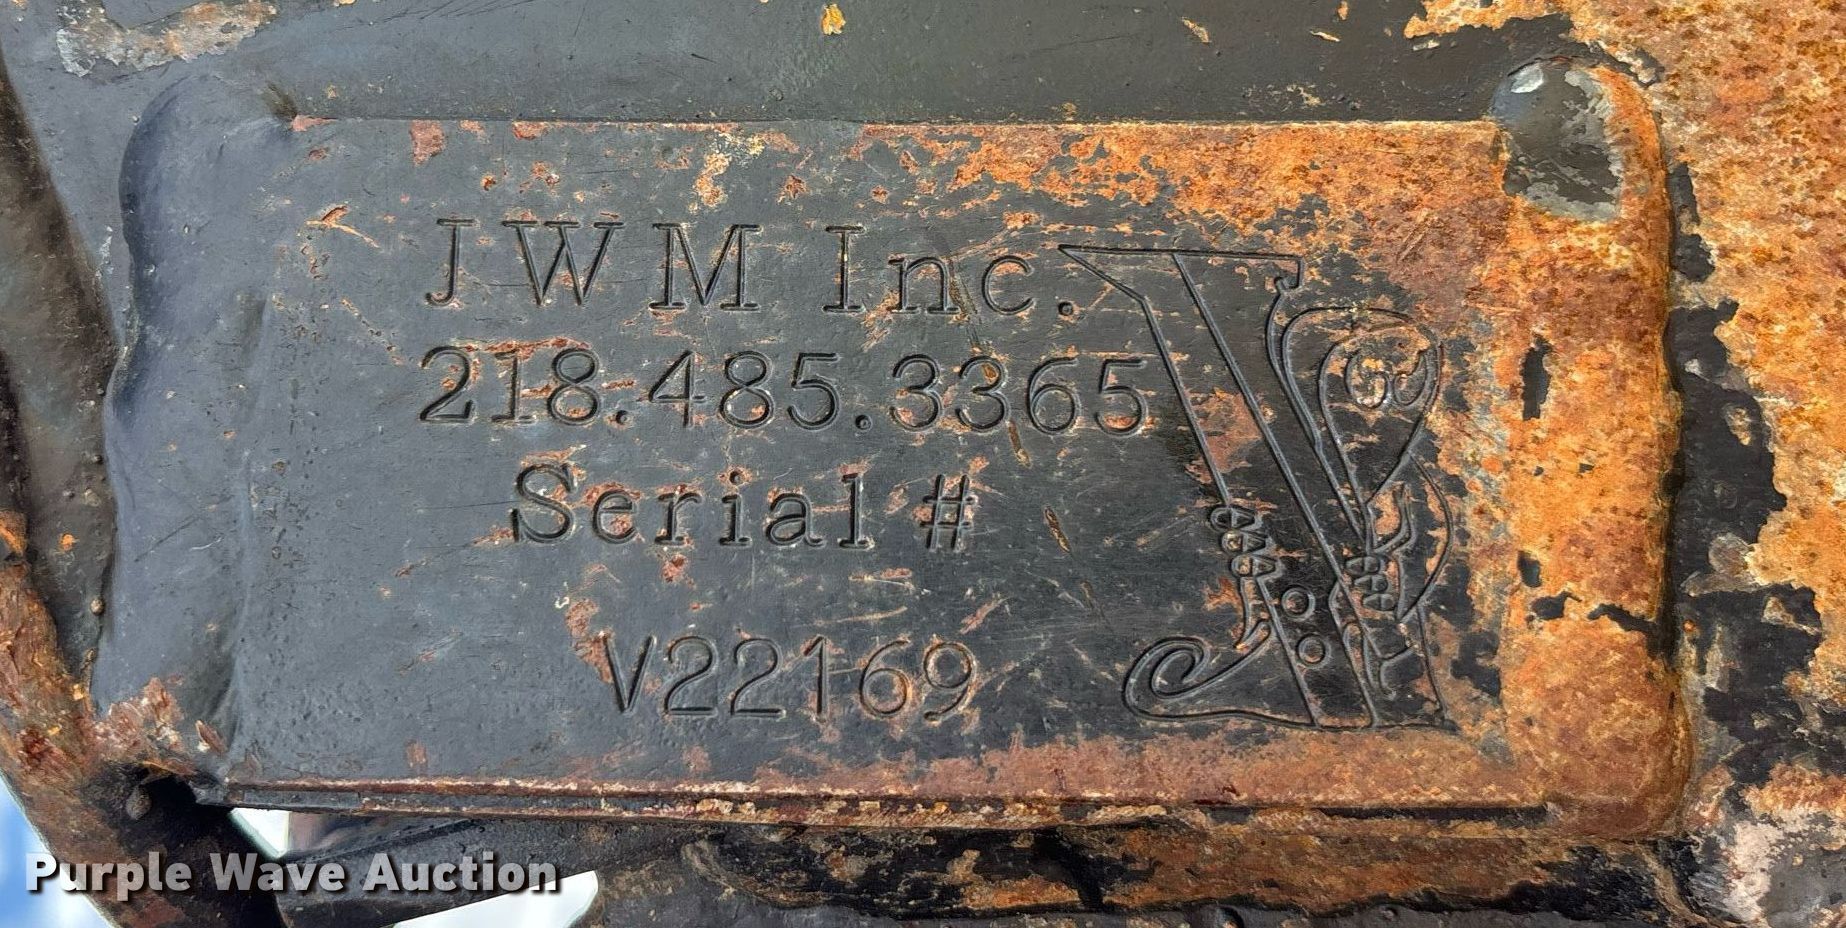 JWM Inc.
218.485.3365
Serial #
V22169
Purple Wave Auction